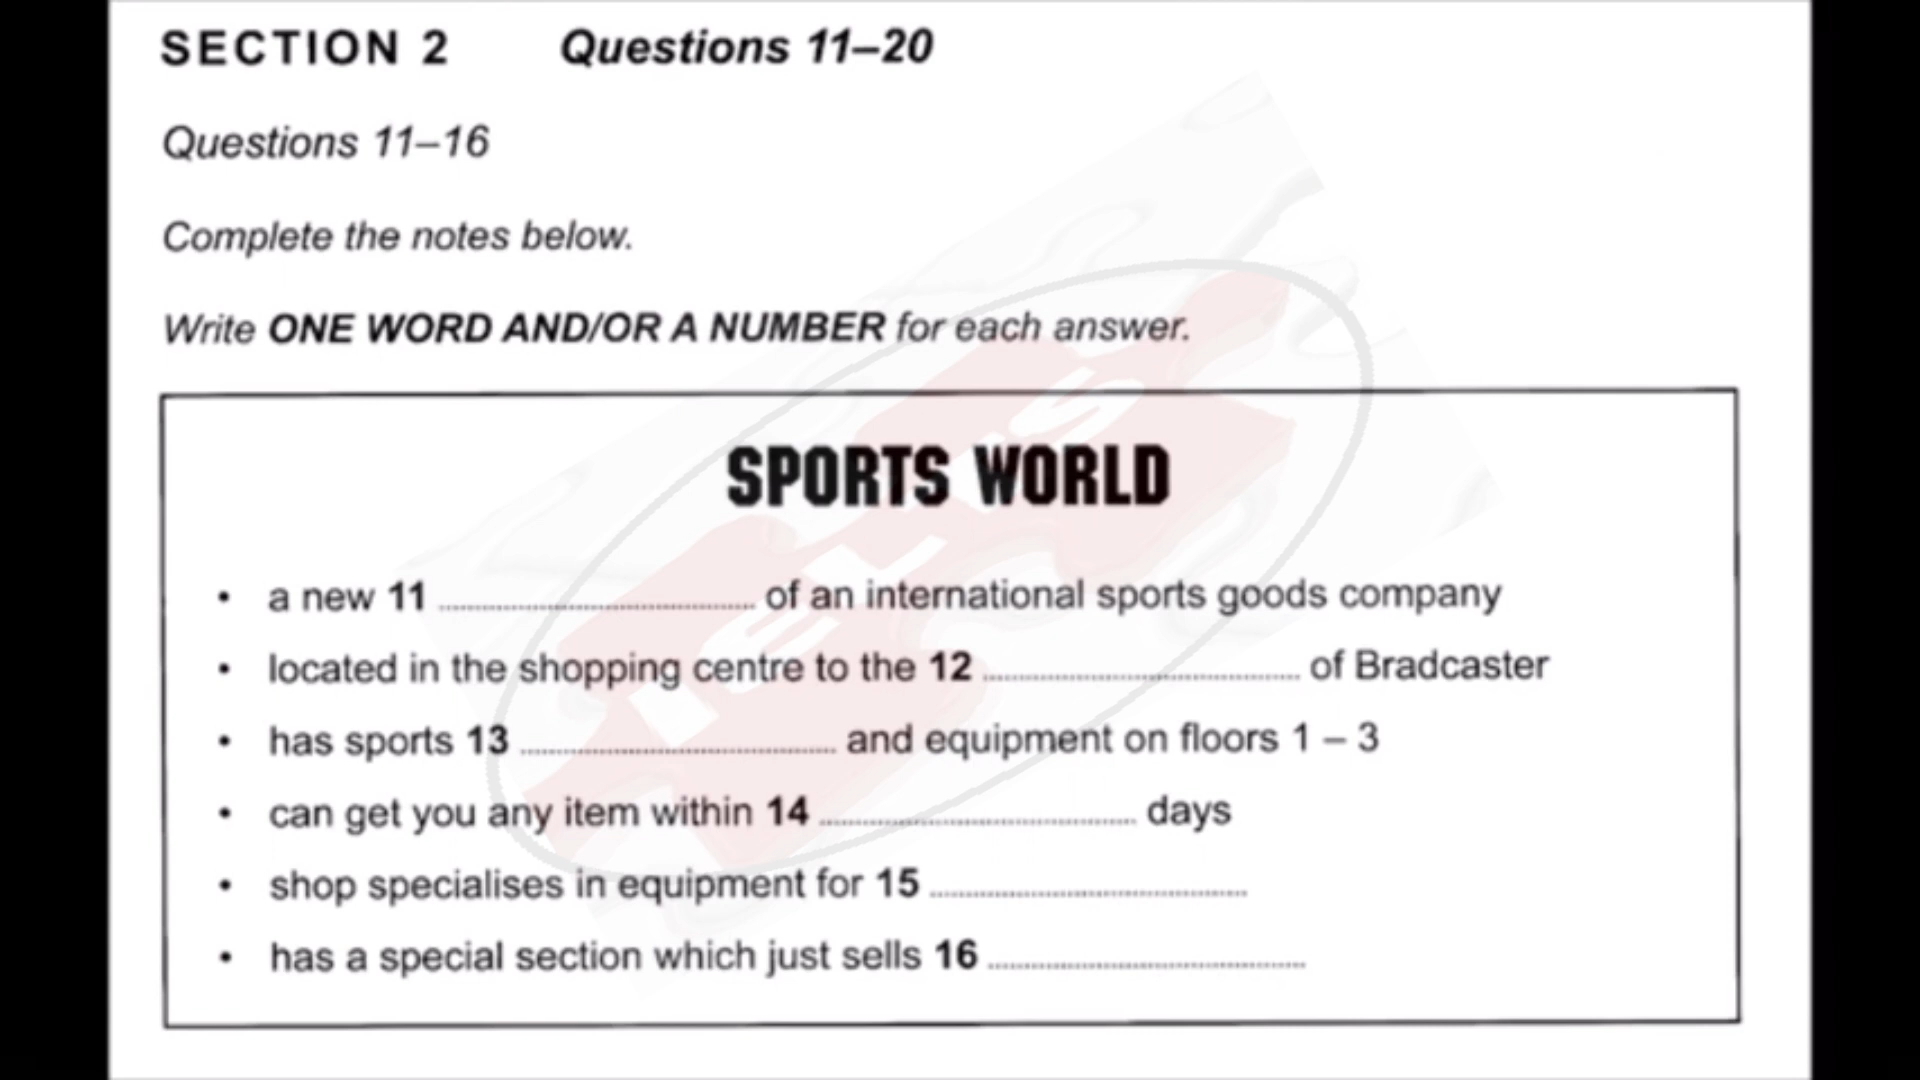 SECTION 2 Questions 11–20
Questions 11–16
Complete the notes below.
Write ONE WORD AND/OR A NUMBER for each answer.
SPORTS WORLD
• a new 11 .................... of an international sports goods company
• located in the shopping centre to the 12 .................... of Bradcaster
• has sports 13 .................... and equipment on floors 1 – 3
• can get you any item within 14 .................... days
• shop specialises in equipment for 15 ....................
• has a special section which just sells 16 ....................